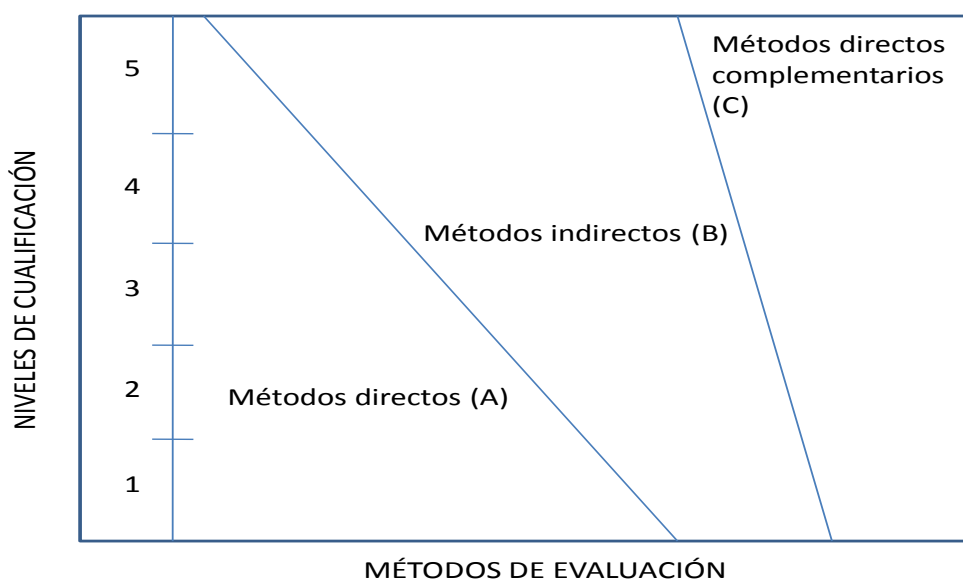 NIVELES DE CUALIFICACIÓN
5
4
3
2
1
Métodos directos
complementarios
(C)
Métodos indirectos (B)
Métodos directos (A)
MÉTODOS DE EVALUACIÓN